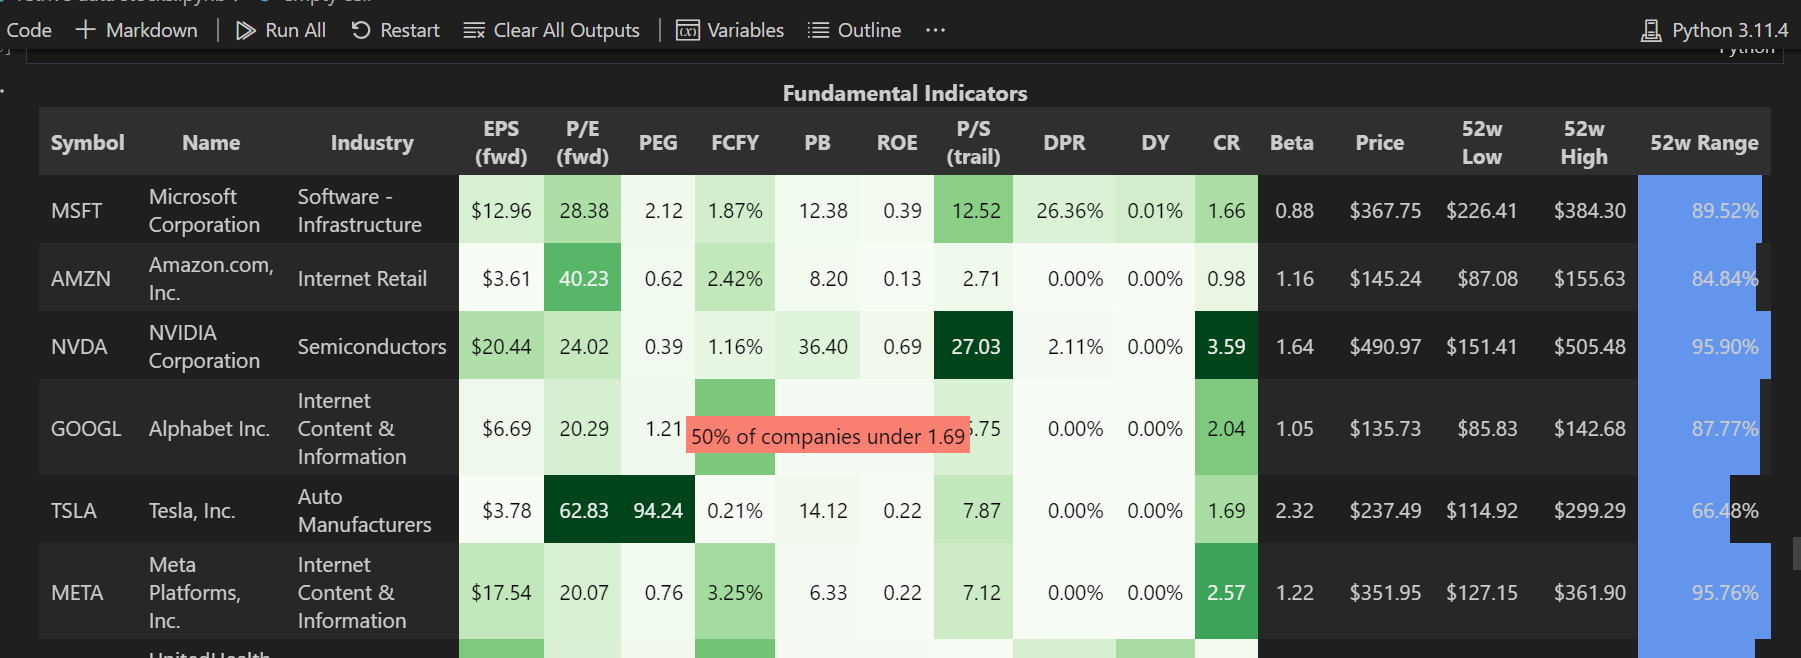 empty cell
Code + Markdown | Run All Restart Clear All Outputs | Variables Outline ... Python 3.11.4
Python
Fundamental Indicators
Symbol Name Industry EPS (fwd) P/E (fwd) PEG FCFY PB ROE P/S (trail) DPR DY CR Beta Price 52w Low 52w High 52w Range
MSFT Microsoft Corporation Software - Infrastructure $12.96 28.38 2.12 1.87% 12.38 0.39 12.52 26.36% 0.01% 1.66 0.88 $367.75 $226.41 $384.30 89.52%
AMZN Amazon.com, Inc. Internet Retail $3.61 40.23 0.62 2.42% 8.20 0.13 2.71 0.00% 0.00% 0.98 1.16 $145.24 $87.08 $155.63 84.84%
NVDA NVIDIA Corporation Semiconductors $20.44 24.02 0.39 1.16% 36.40 0.69 27.03 2.11% 0.00% 3.59 1.64 $490.97 $151.41 $505.48 95.90%
GOOGL Alphabet Inc. Internet Content & Information $6.69 20.29 1.21 .75 0.00% 0.00% 2.04 1.05 $135.73 $85.83 $142.68 87.77%
50% of companies under 1.69
TSLA Tesla, Inc. Auto Manufacturers $3.78 62.83 94.24 0.21% 14.12 0.22 7.87 0.00% 0.00% 1.69 2.32 $237.49 $114.92 $299.29 66.48%
META Meta Platforms, Inc. Internet Content & Information $17.54 20.07 0.76 3.25% 6.33 0.22 7.12 0.00% 0.00% 2.57 1.22 $351.95 $127.15 $361.90 95.76%
UnitedHealth